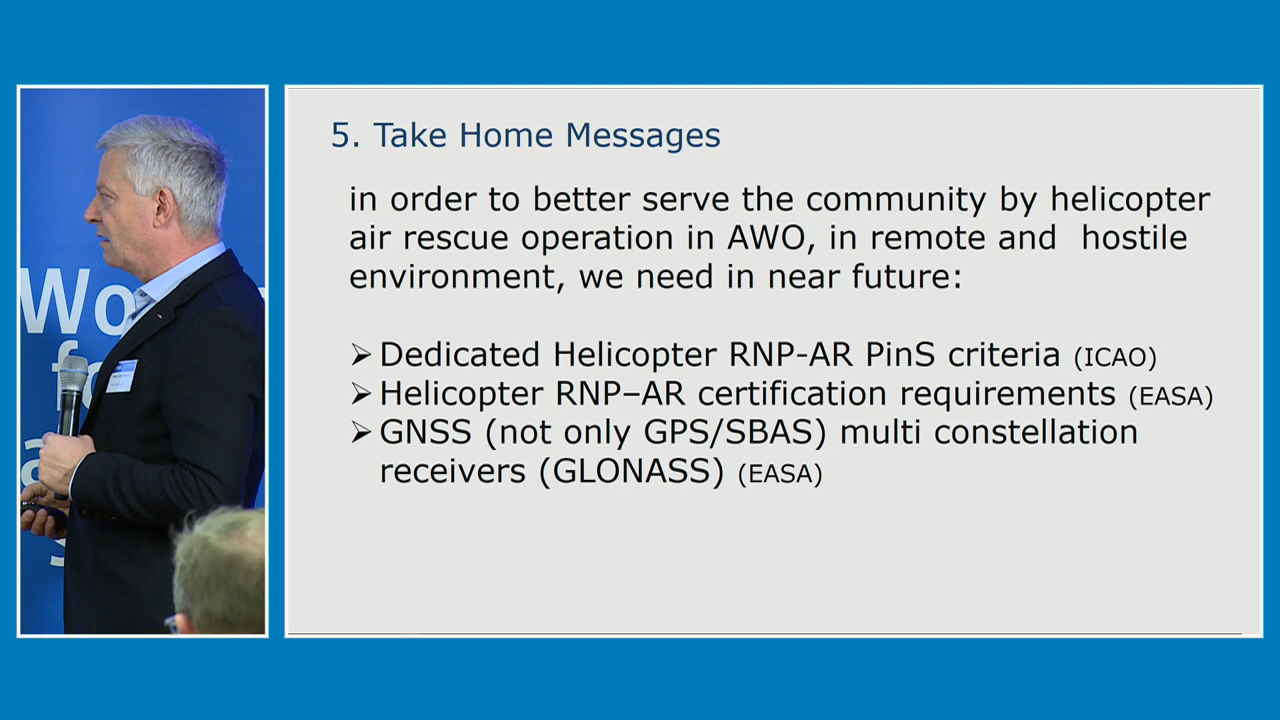 5. Take Home Messages
in order to better serve the community by helicopter
air rescue operation in AWO, in remote and hostile
environment, we need in near future:
➢ Dedicated Helicopter RNP-AR PinS criteria (ICAO)
➢ Helicopter RNP–AR certification requirements (EASA)
➢ GNSS (not only GPS/SBAS) multi constellation
receivers (GLONASS) (EASA)